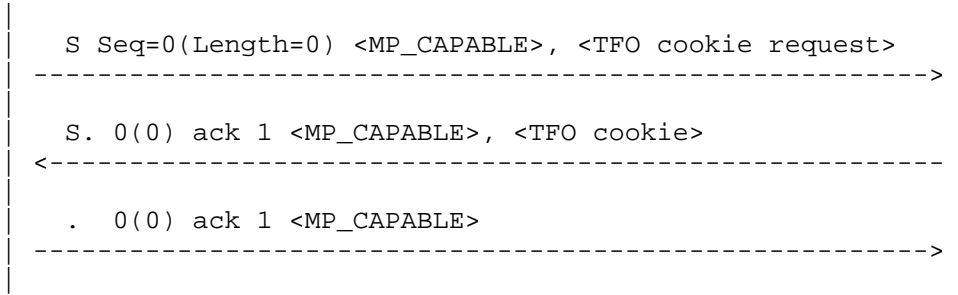 S Seq=0(Length=0) <MP_CAPABLE>, <TFO cookie request>
S. 0(0) ack 1 <MP_CAPABLE>, <TFO cookie>
. 0(0) ack 1 <MP_CAPABLE>